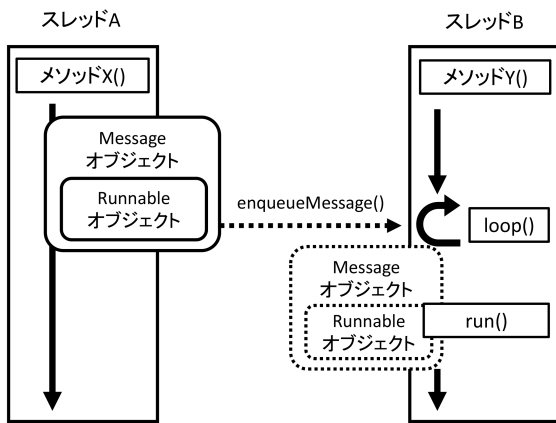 スレッドA
スレッドB
メソッドX()
メソッドY()
Message
オブジェクト
Runnable
オブジェクト
enqueueMessage()
loop()
Message
オブジェクト
Runnable
オブジェクト
run()